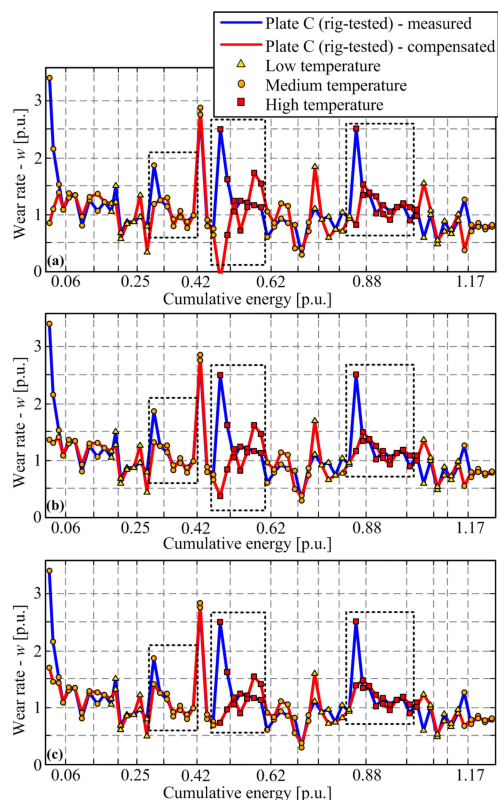 Plate C (rig-tested) - measured
Plate C (rig-tested) - compensated
Low temperature
Medium temperature
High temperature
Wear rate - w [p.u.]
3
2
1
0
(a)
0.06 0.25 0.42 0.62 0.88 1.17
Cumulative energy [p.u.]
Wear rate - w [p.u.]
3
2
1
0
(b)
0.06 0.25 0.42 0.62 0.88 1.17
Cumulative energy [p.u.]
Wear rate - w [p.u.]
3
2
1
0
(c)
0.06 0.25 0.42 0.62 0.88 1.17
Cumulative energy [p.u.]